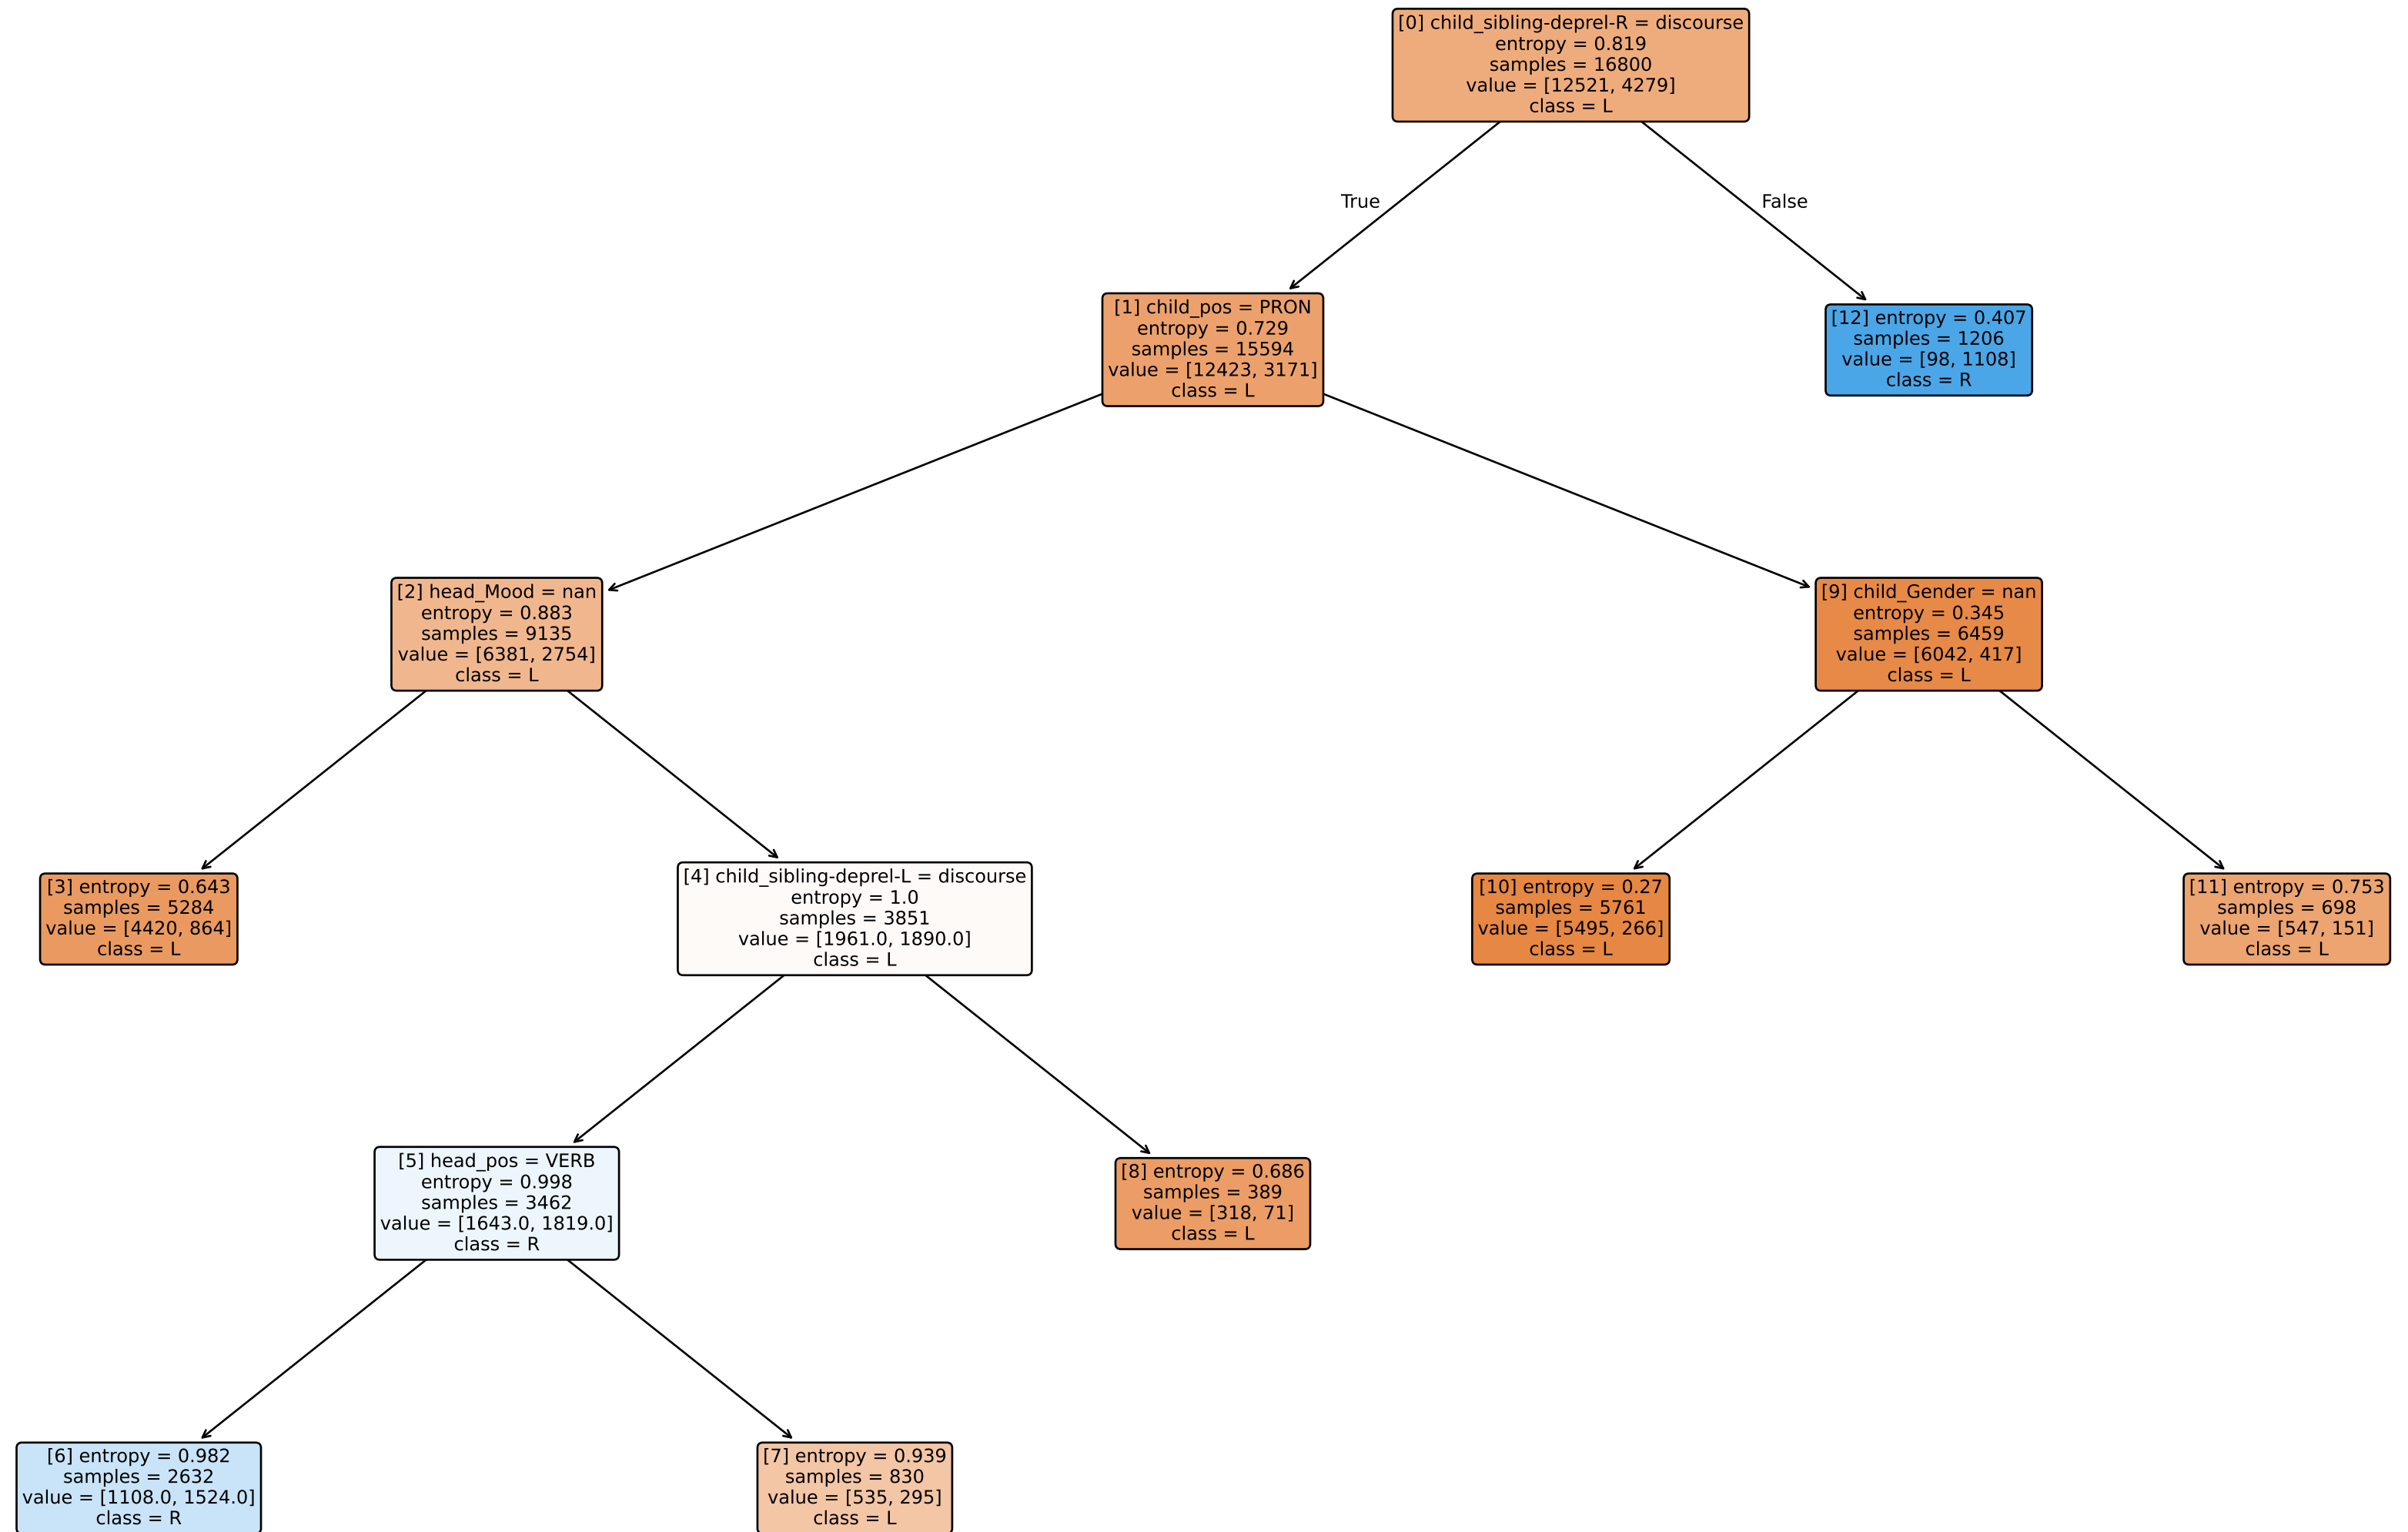 [0] child_sibling-deprel-R = discourse
entropy = 0.819
samples = 16800
value = [12521, 4279]
class = L
True
False
[1] child_pos = PRON
entropy = 0.729
samples = 15594
value = [12423, 3171]
class = L
[12] entropy = 0.407
samples = 1206
value = [98, 1108]
class = R
[2] head_Mood = nan
entropy = 0.883
samples = 9135
value = [6381, 2754]
class = L
[9] child_Gender = nan
entropy = 0.345
samples = 6459
value = [6042, 417]
class = L
[3] entropy = 0.643
samples = 5284
value = [4420, 864]
class = L
[4] child_sibling-deprel-L = discourse
entropy = 1.0
samples = 3851
value = [1961.0, 1890.0]
class = L
[10] entropy = 0.27
samples = 5761
value = [5495, 266]
class = L
[11] entropy = 0.753
samples = 698
value = [547, 151]
class = L
[5] head_pos = VERB
entropy = 0.998
samples = 3462
value = [1643.0, 1819.0]
class = R
[8] entropy = 0.686
samples = 389
value = [318, 71]
class = L
[6] entropy = 0.982
samples = 2632
value = [1108.0, 1524.0]
class = R
[7] entropy = 0.939
samples = 830
value = [535, 295]
class = L